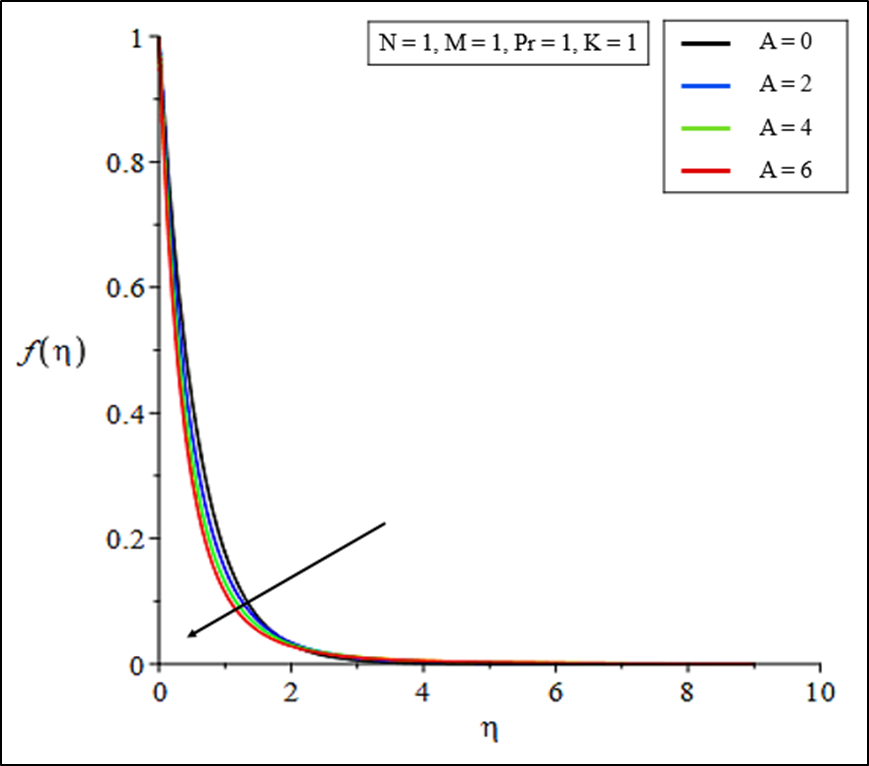 N = 1, M = 1, Pr = 1, K = 1
A = 0
A = 2
A = 4
A = 6
1
0.8
0.6
f(η)
0.4
0.2
0
0 2 4 6 8 10
η